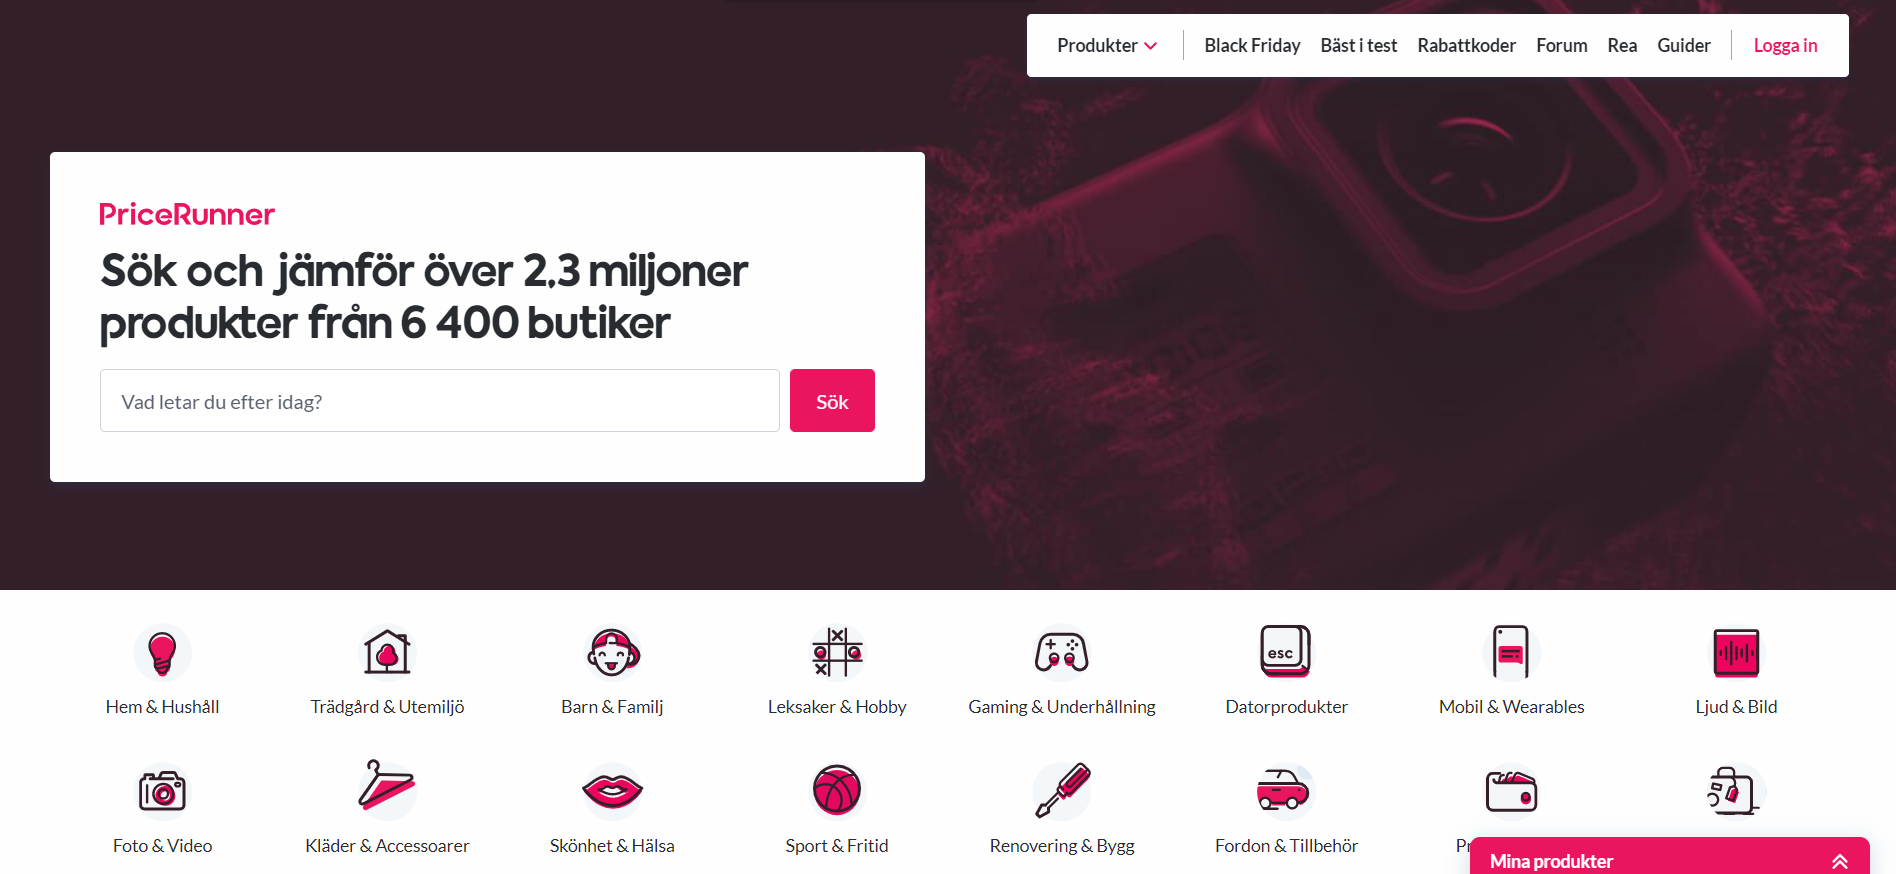 Produkter
Black Friday
Bäst i test
Rabattkoder
Forum
Rea
Guider
Logga in
PriceRunner
Sök och jämför över 2,3 miljoner
produkter från 6 400 butiker
Vad letar du efter idag?
Sök
esc
Hem & Hushåll
Trädgård & Utemiljö
Barn & Familj
Leksaker & Hobby
Gaming & Underhållning
Datorprodukter
Mobil & Wearables
Ljud & Bild
Foto & Video
Kläder & Accessoarer
Skönhet & Hälsa
Sport & Fritid
Renovering & Bygg
Fordon & Tillbehör
Mina produkter